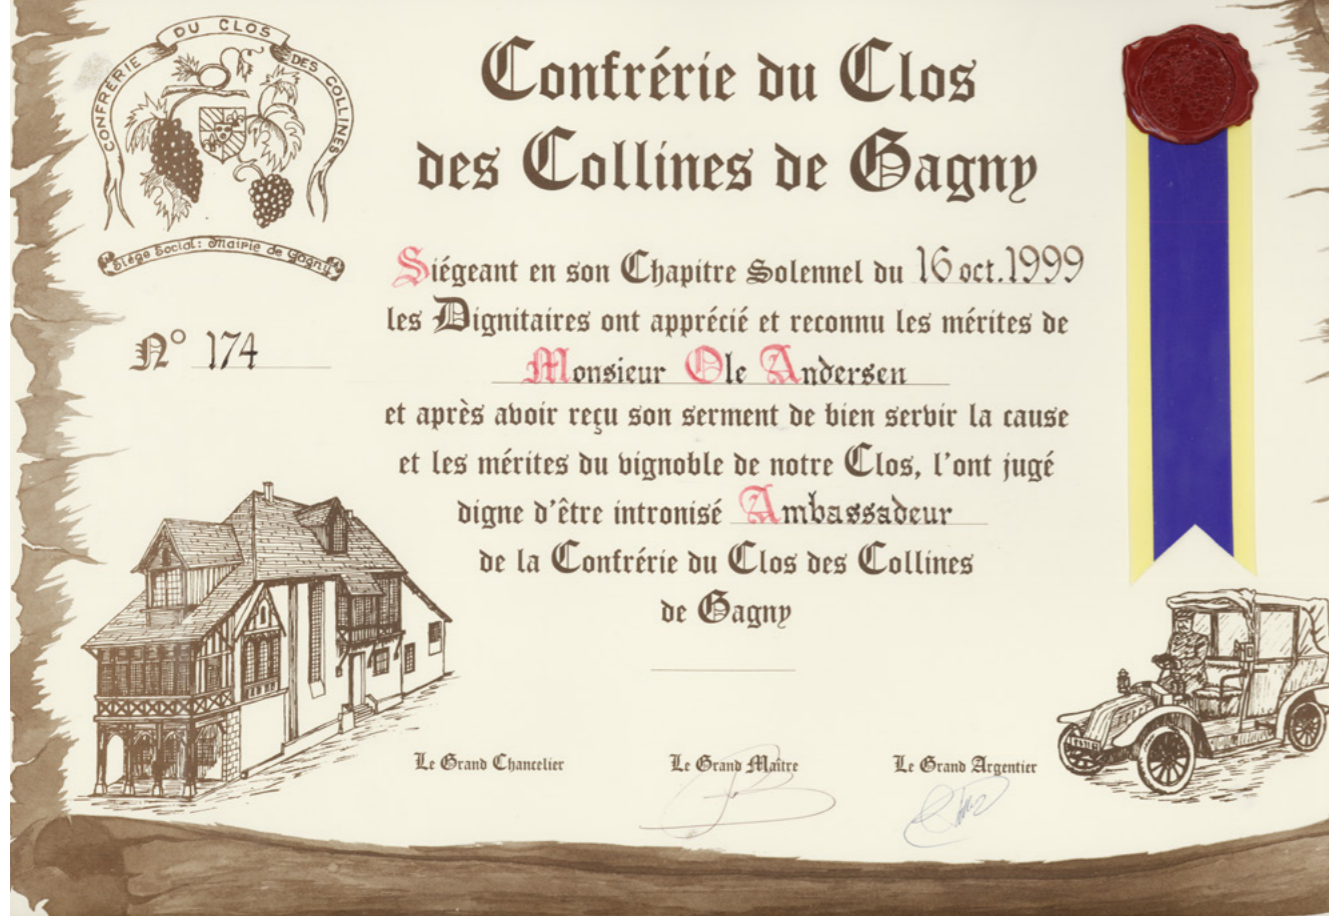 CONFRÉRIE DU CLOS DES COLLINES
Siége Social: Mairie de Gagny
Confrérie du Clos
des Collines de Gagny
Siégeant en son Chapitre Solennel du 16 oct. 1999
les Dignitaires ont apprécié et reconnu les mérites de
N° 174
Monsieur Ole Andersen
et après avoir reçu son serment de bien servir la cause
et les mérites du vignoble de notre Clos, l'ont jugé
digne d'être intronisé Ambassadeur
de la Confrérie du Clos des Collines
de Gagny
Le Grand Chancelier
Le Grand Maître
Le Grand Argentier